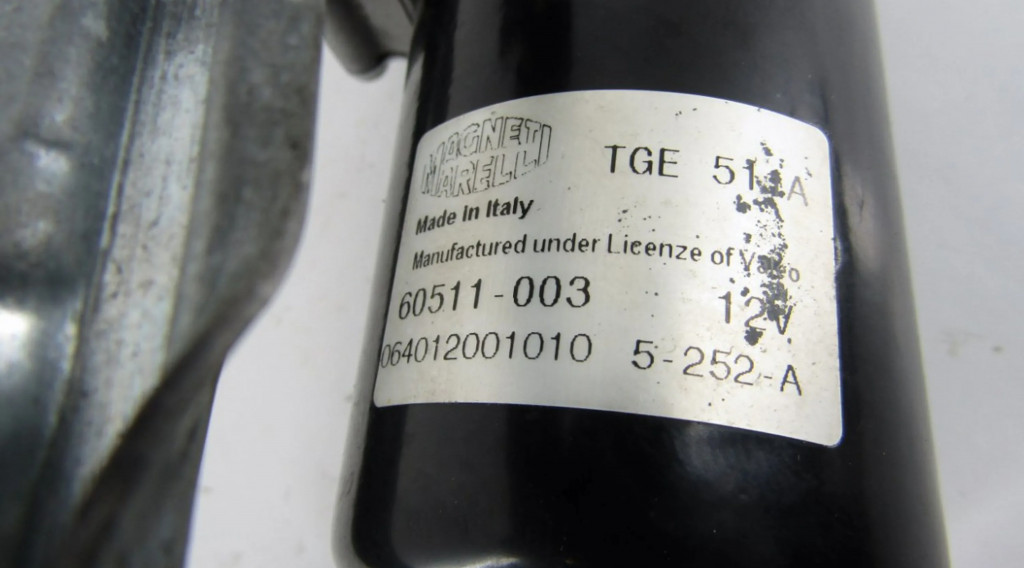 MAGNETI
MARELLI
TGE
Made In Italy
Manufactured under Licenze of
60511-003 12V
064012001010 5-252-A